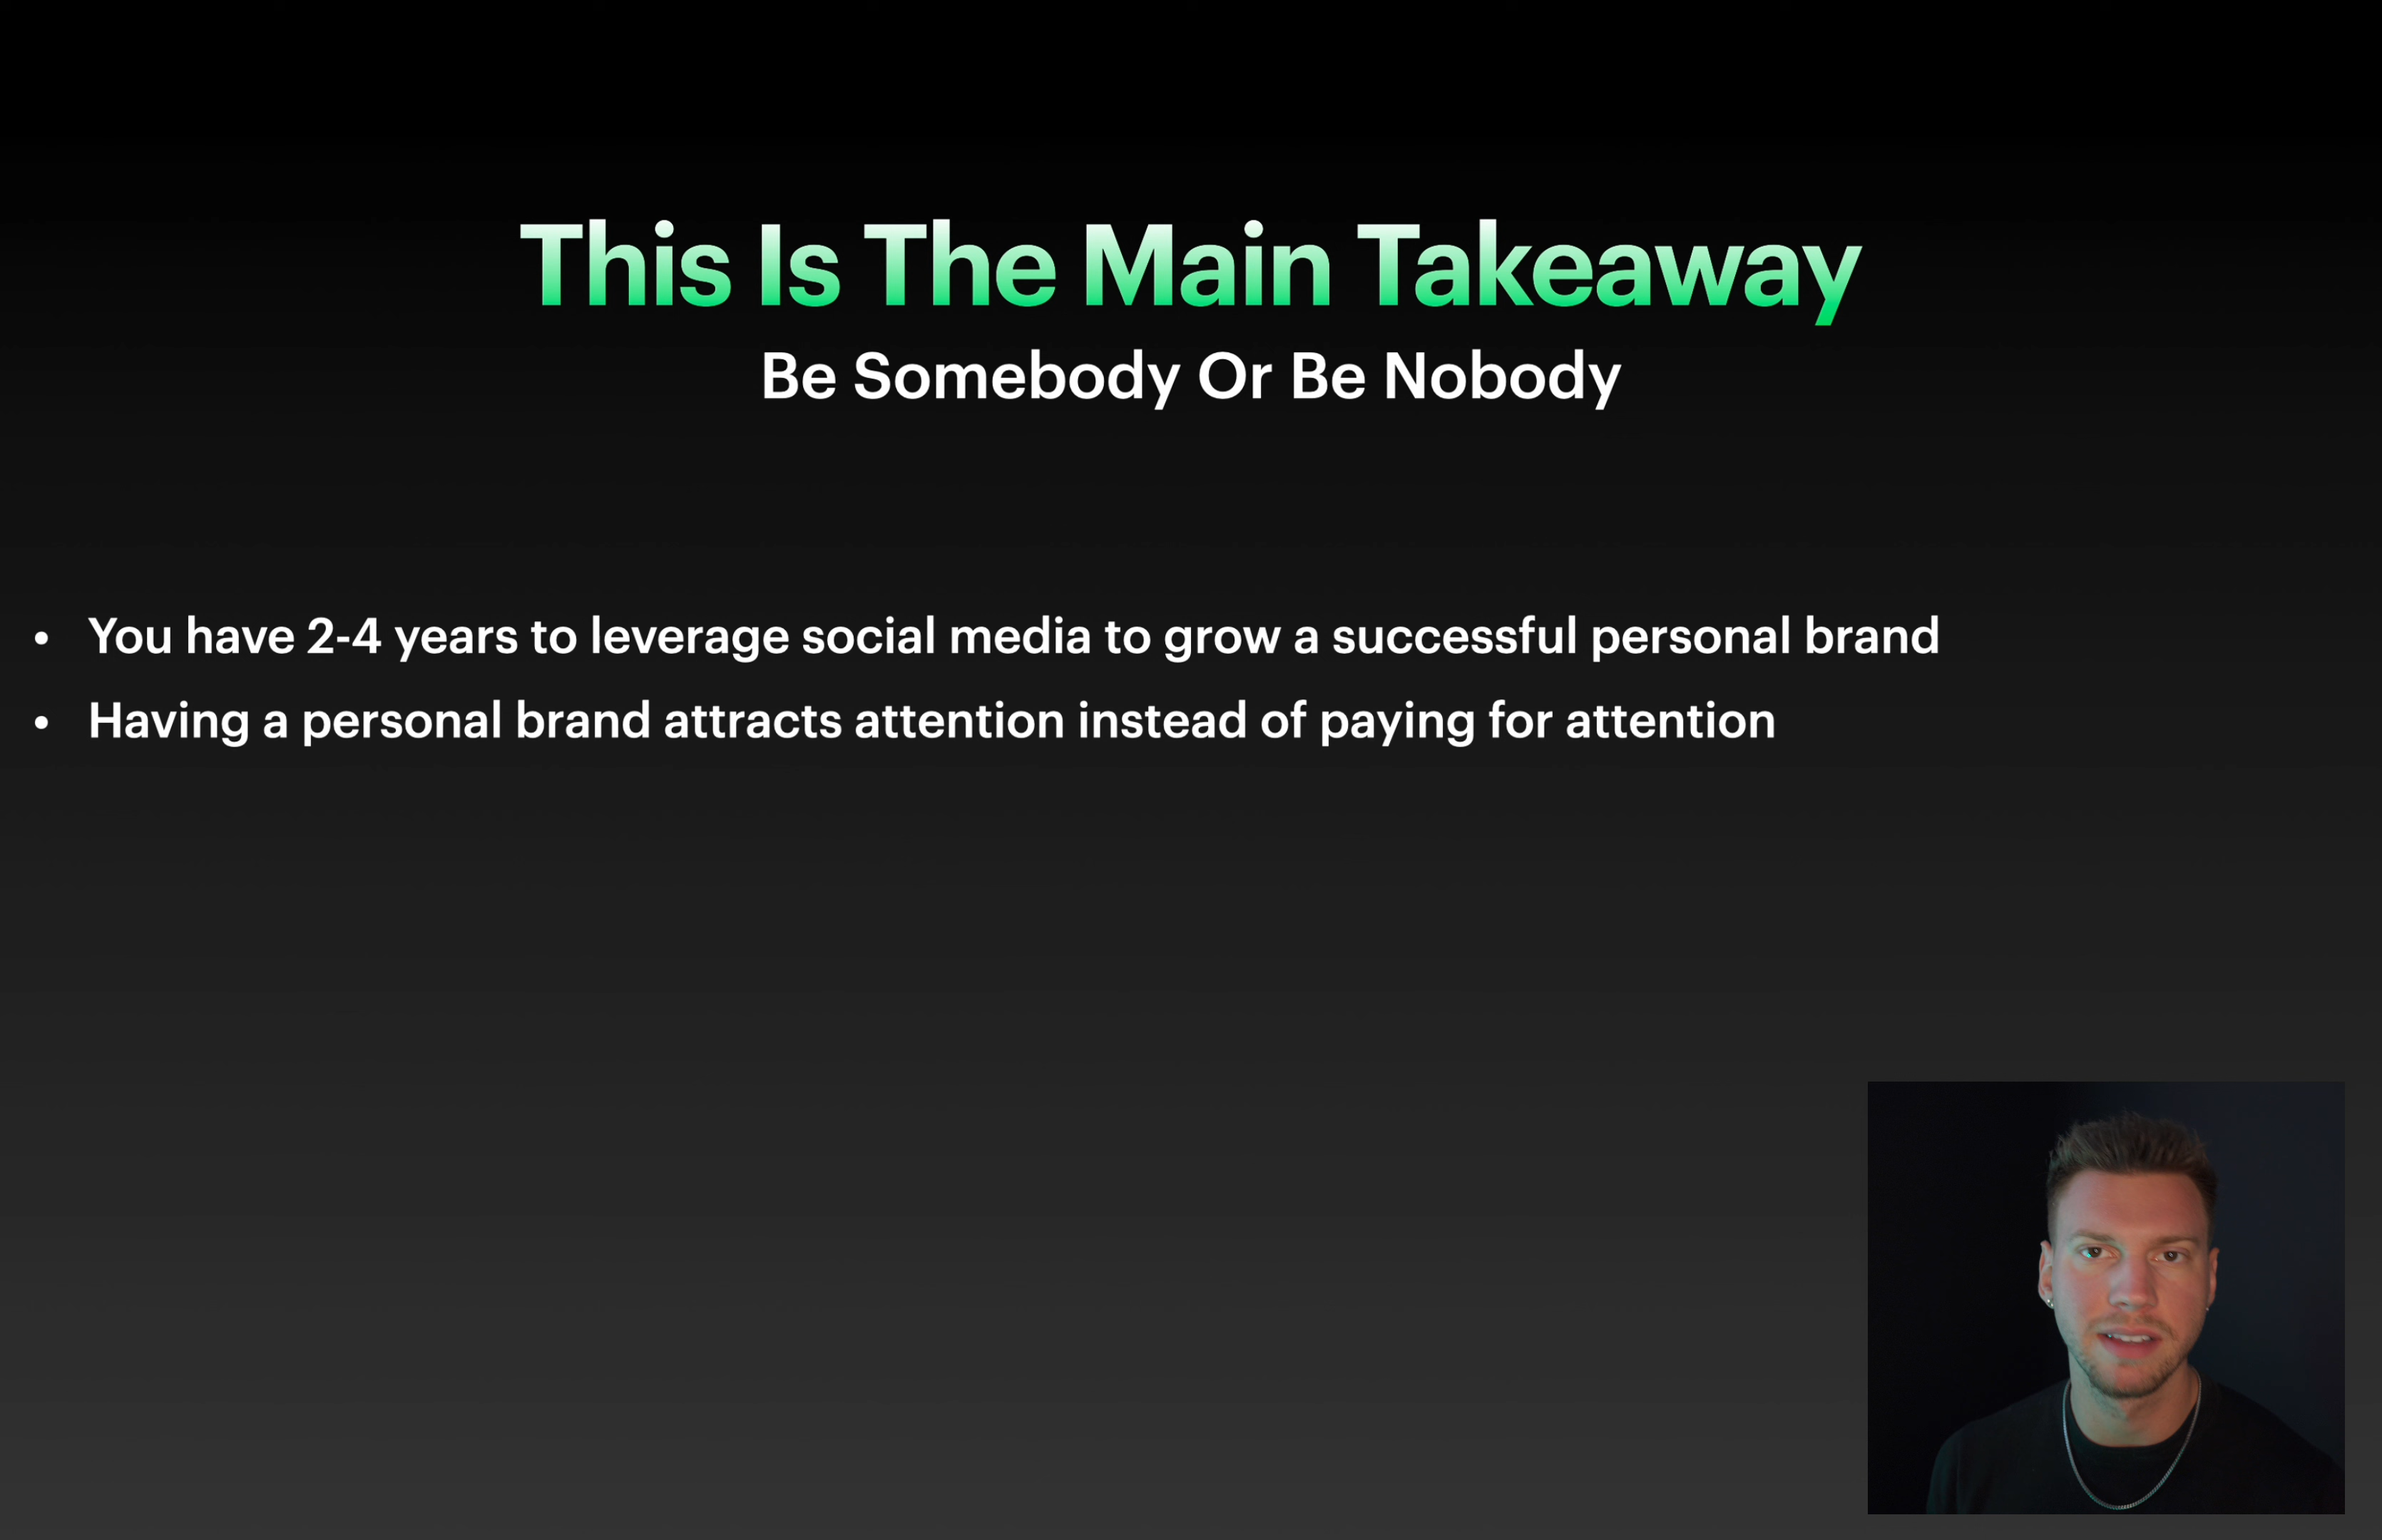 This Is The Main Takeaway
Be Somebody Or Be Nobody
• You have 2-4 years to leverage social media to grow a successful personal brand
• Having a personal brand attracts attention instead of paying for attention